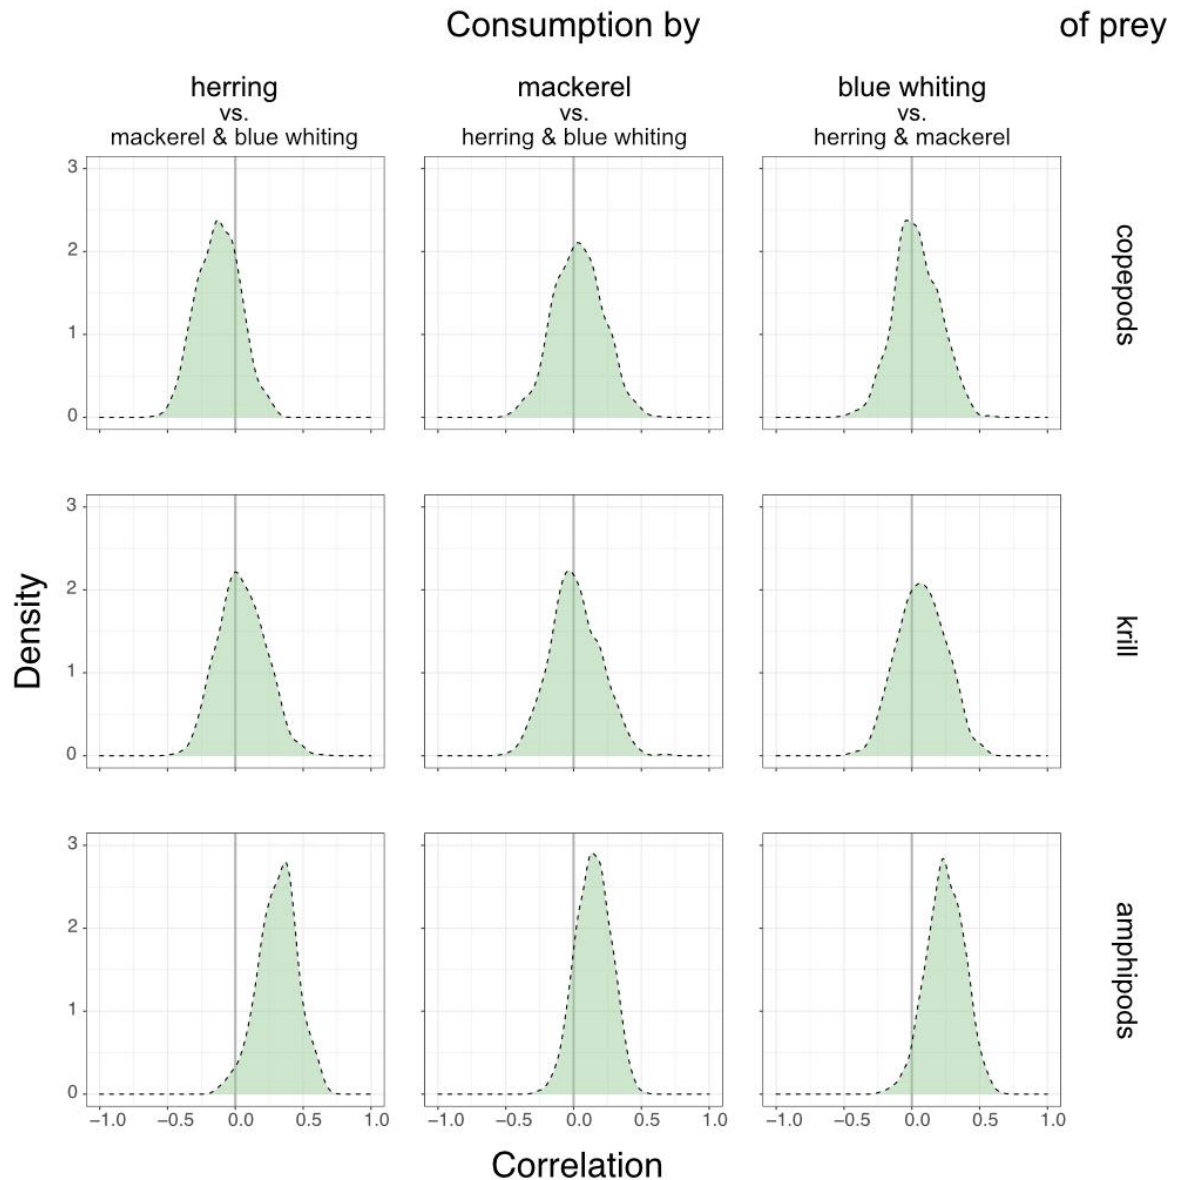 Consumption by of prey
herring mackerel blue whiting
vs. vs. vs.
mackerel & blue whiting herring & blue whiting herring & mackerel
3
2
1
0
copepods
3
2
1
0
krill
Density
3
2
1
0
amphipods
−1.0 −0.5 0.0 0.5 1.0 −1.0 −0.5 0.0 0.5 1.0 −1.0 −0.5 0.0 0.5 1.0
Correlation